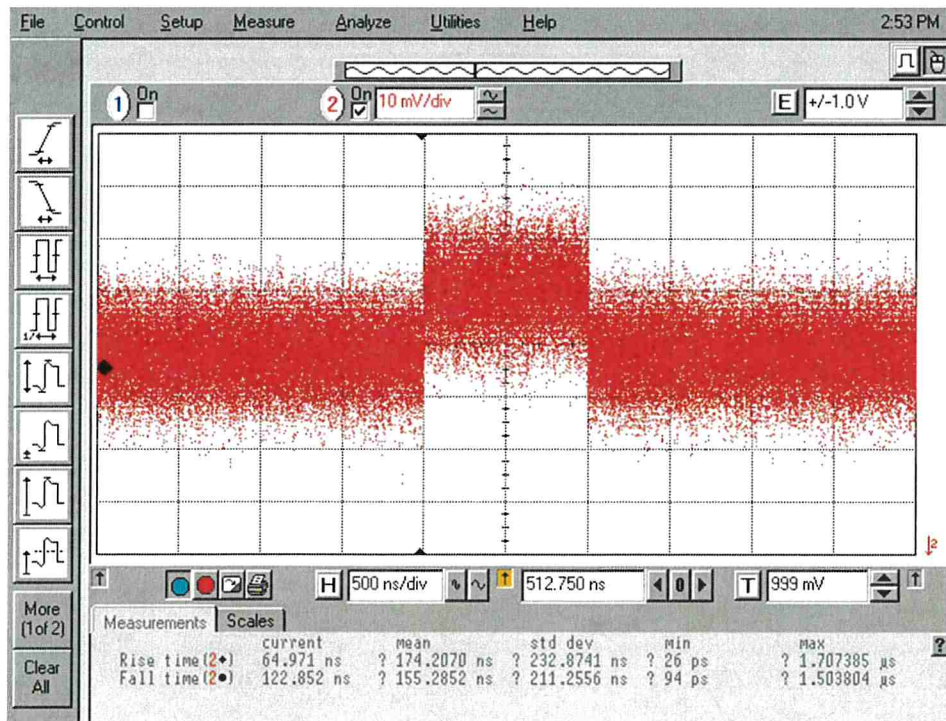 File Control Setup Measure Analyze Utilities Help 2:53 PM
1 On 2 On 10 mV/div E +/-1.0 V
1/
More
(1of 2)
Clear
All
2
H 500 ns/div 512.750 ns 0 T 999 mV
Measurements Scales
current mean std dev min max
Rise time(2◆) 64.971 ns ? 174.2070 ns ? 232.8741 ns ? 26 ps ? 1.707385 µs
Fall time(2●) 122.852 ns ? 155.2852 ns ? 211.2556 ns ? 94 ps ? 1.503804 µs
?